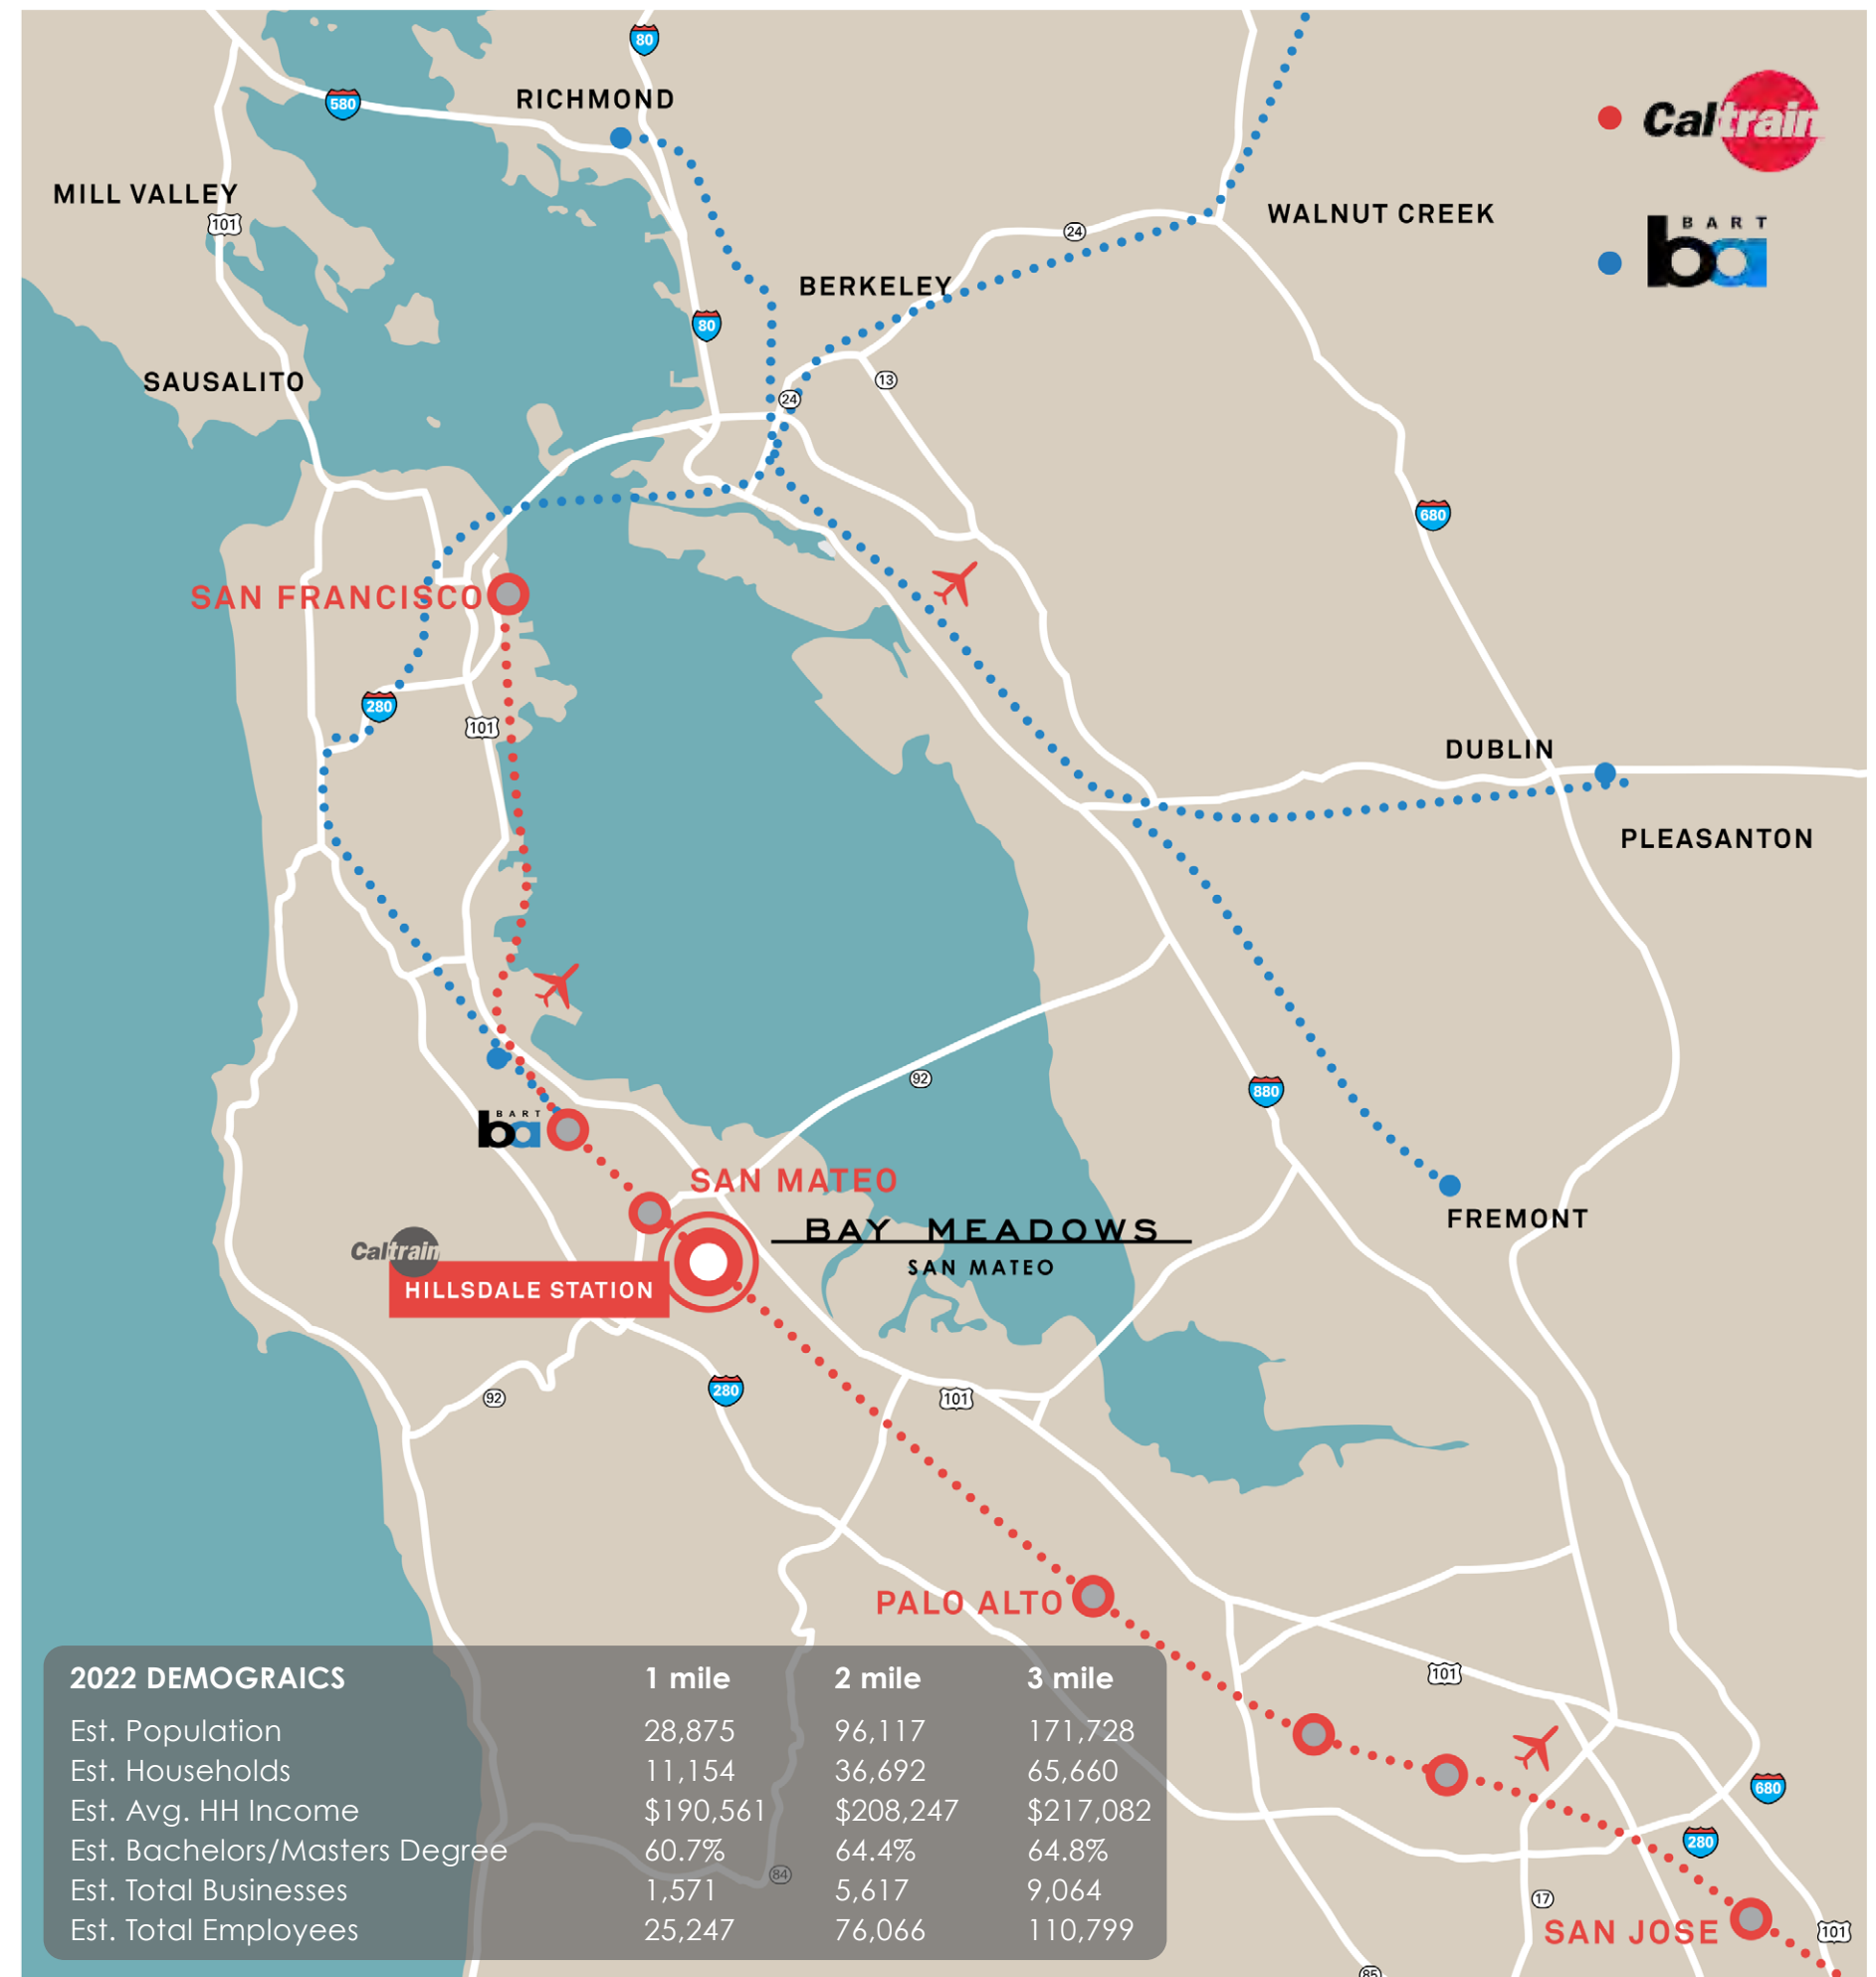 80
RICHMOND
580
Caltrain
MILL VALLEY
101
WALNUT CREEK
BART
ba
24
BERKELEY
80
SAUSALITO
13
24
680
SAN FRANCISCO
280
101
DUBLIN
PLEASANTON
92
880
BART
ba
SAN MATEO
FREMONT
BAY MEADOWS
SAN MATEO
Caltrain
HILLSDALE STATION
280
92
101
PALO ALTO
101
2022 DEMOGRAICS 1 mile 2 mile 3 mile
Est. Population 28,875 96,117 171,728
Est. Households 11,154 36,692 65,660
Est. Avg. HH Income $190,561 $208,247 $217,082
Est. Bachelors/Masters Degree 60.7% 64.4% 64.8%
Est. Total Businesses 1,571 5,617 9,064
Est. Total Employees 25,247 76,066 110,799
84
680
280
17
SAN JOSE
101
85